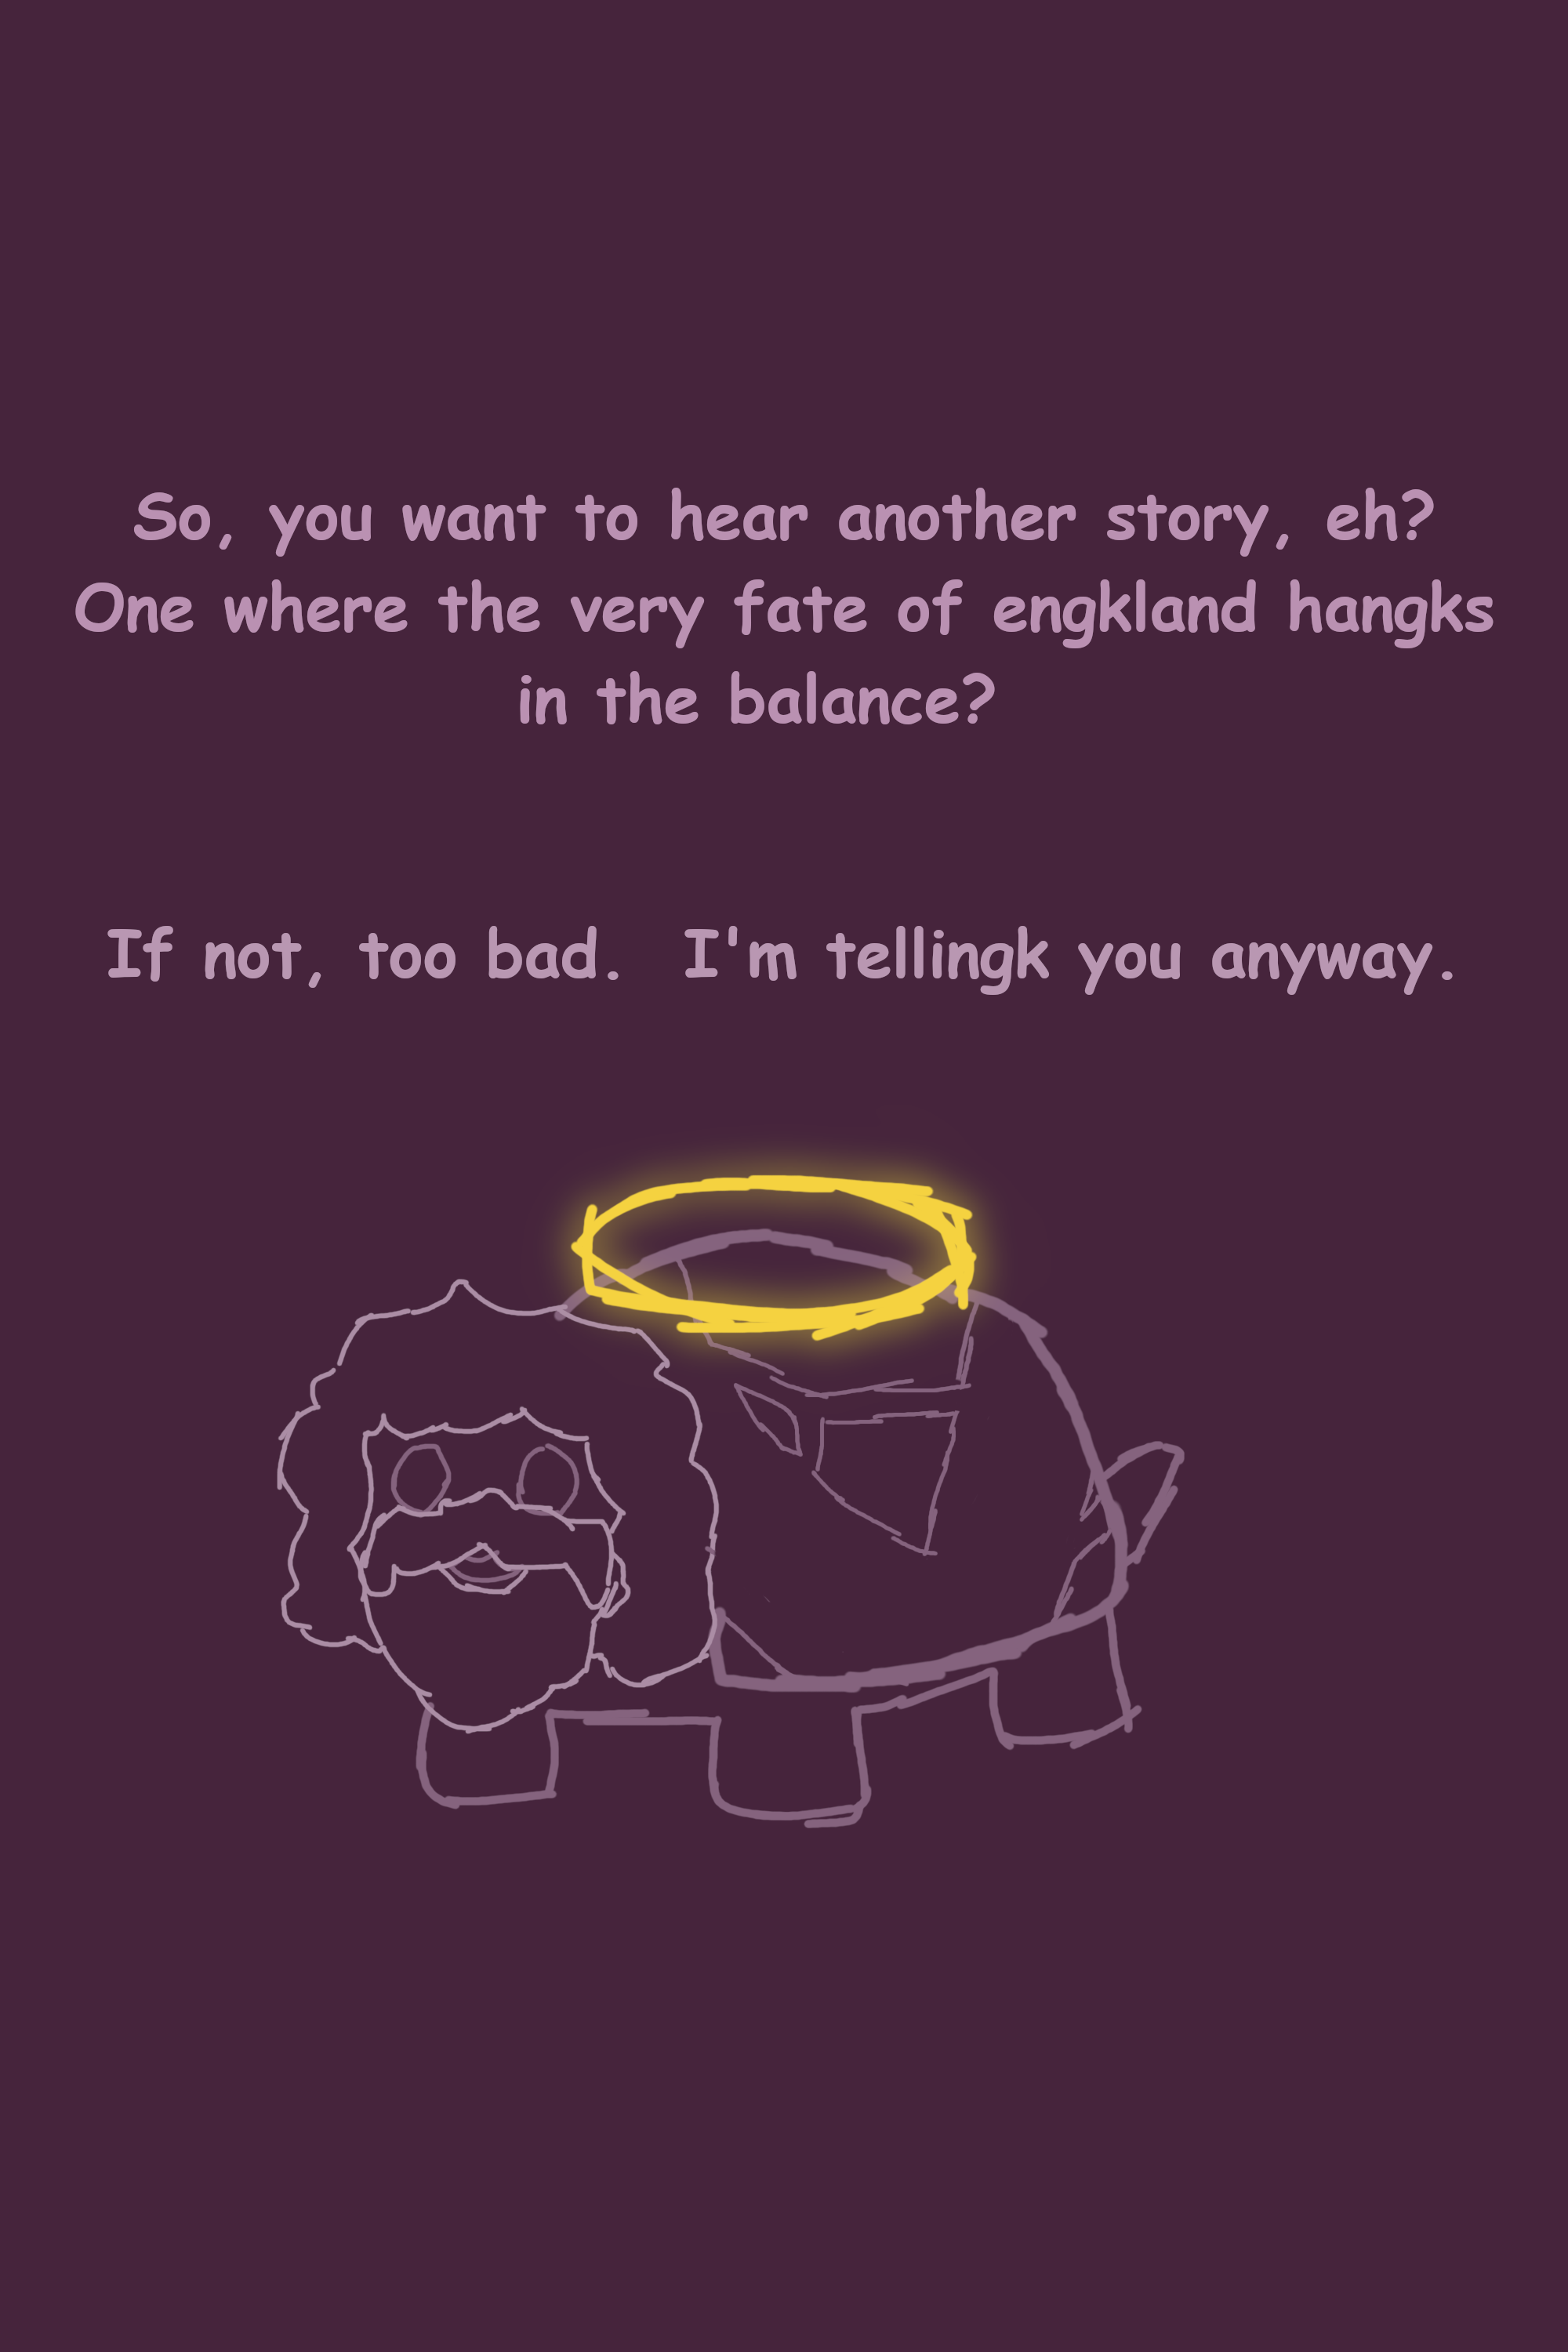 So, you want to hear another story, eh?
One where the very fate of engkland hangks
in the balance?
If not, too bad. I'm tellingk you anyway.